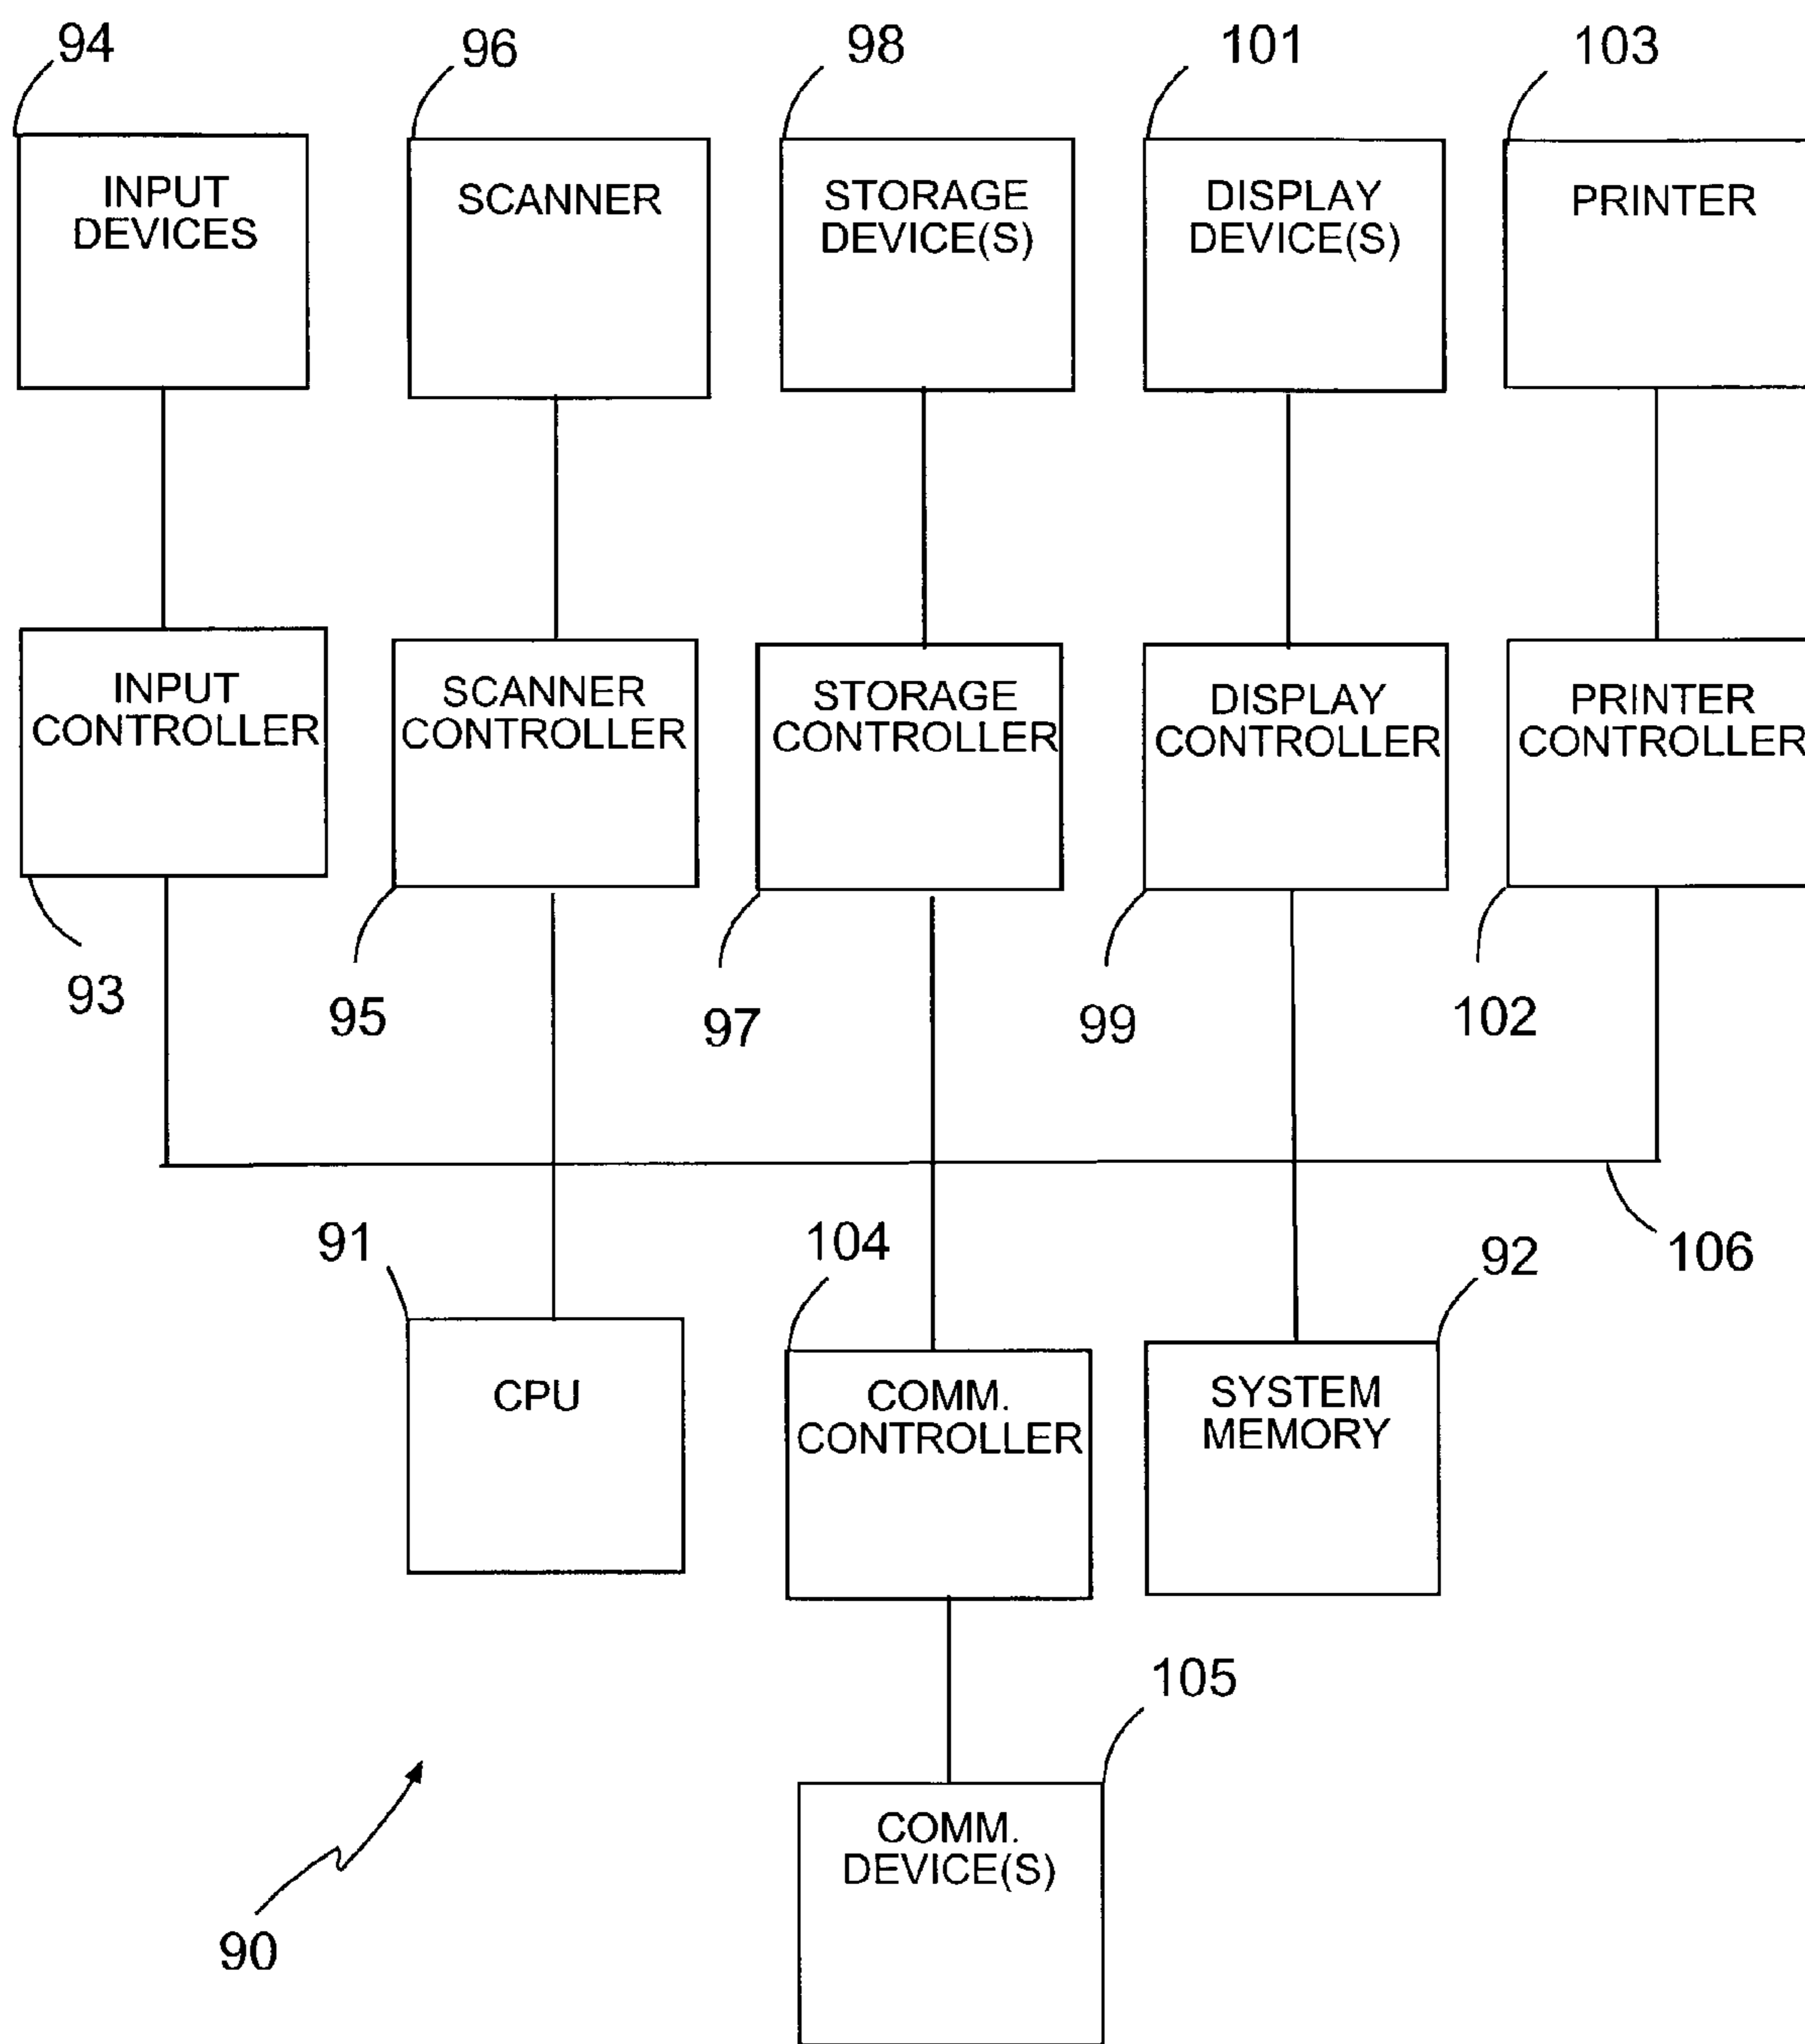 94
96
98
101
103
INPUT
DEVICES
SCANNER
STORAGE
DEVICE(S)
DISPLAY
DEVICE(S)
PRINTER
INPUT
CONTROLLER
SCANNER
CONTROLLER
STORAGE
CONTROLLER
DISPLAY
CONTROLLER
PRINTER
CONTROLLER
93
95
97
99
102
91
104
92
106
CPU
COMM.
CONTROLLER
SYSTEM
MEMORY
105
COMM.
DEVICE(S)
90